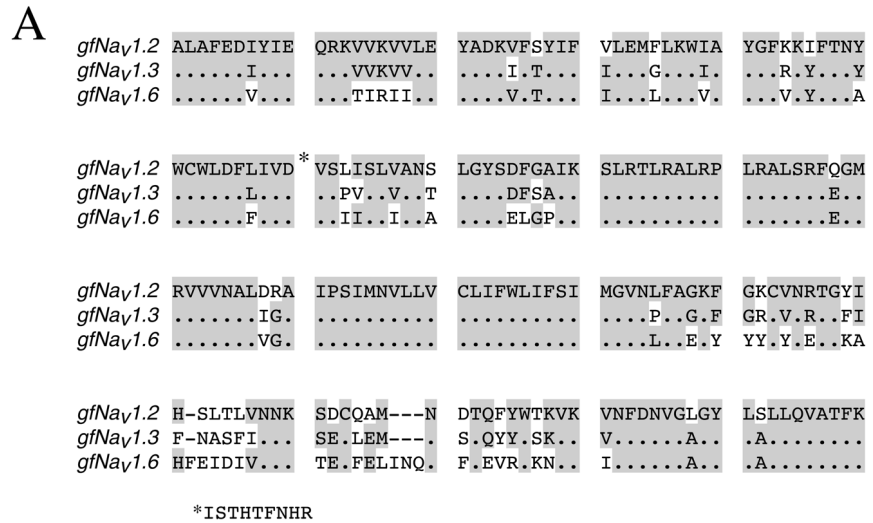 A
gfNav1.2 ALAFEDIYIE QRKVVKVVLE YADKVFSYIF VLEMFLKWIA YGFKKIFTNY
gfNav1.3 ......I... ...VVKVV.. ....I.T... I...G...I. ...R.Y...Y
gfNav1.6 ......V... ...TIRII.. ....V.T... I...L...V. ...V.Y...A
gfNav1.2 WCWLDFLIVD * VSLISLVANS LGYSDFGAIK SLRTLRALRP LRALSRFQGM
gfNav1.3 ......L... ..PV..V..T ....DFSA.. .......... .......E..
gfNav1.6 ......F... ..II..I..A ....ELGP.. .......... .......E..
gfNav1.2 RVVVNALDRA IPSIMNVLLV CLIFWLIFSI MGVNLFAGKF GKCVNRTGYI
gfNav1.3 .......IG. .......... .......... ....P..G.F GR.V.R..FI
gfNav1.6 .......VG. .......... .......... ....L..E.Y YY.Y.E..KA
gfNav1.2 H-SLTLVNNK SDCQAM---N DTQFYWTKVK VNFDNVGLGY LSLLQVATFK
gfNav1.3 F-NASFI... SE.LEM---. S.QYY.SK.. V......A.. .A........
gfNav1.6 HFEIDIV... TE.FELINQ. F.EVR.KN.. I......A.. .A........
*ISTHTFNHR